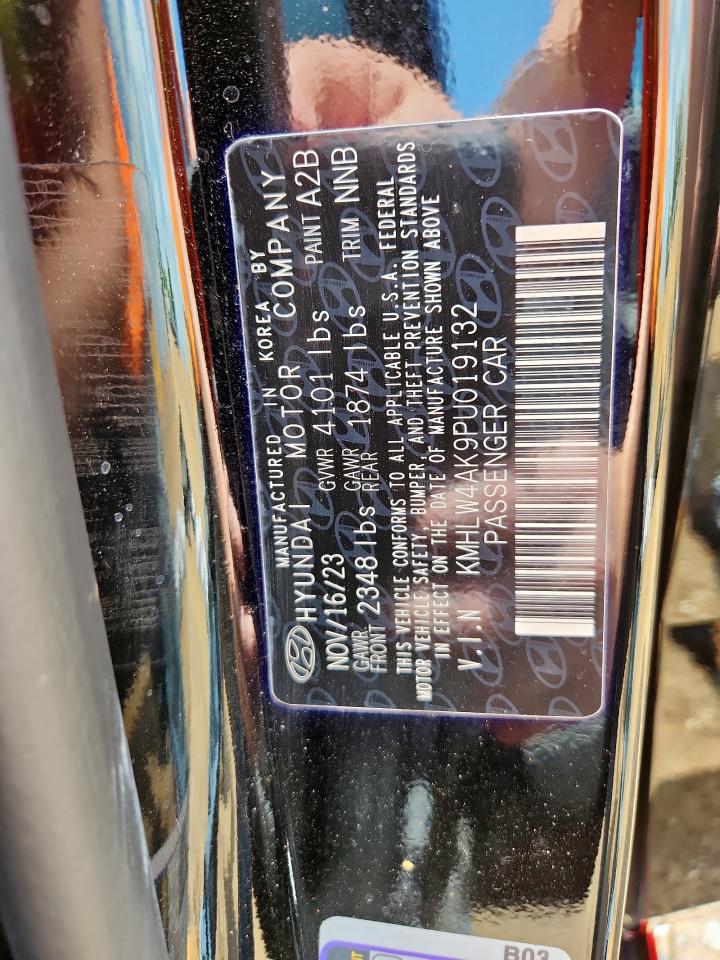 MANUFACTURED IN KOREA BY
HYUNDAI MOTOR COMPANY
NOV/16/23 GVWR 4101 lbs PAINT A2B
GAWR FRONT 2348 lbs GAWR REAR 1874 lbs TRIM NNB
THIS VEHICLE CONFORMS TO ALL APPLICABLE U.S.A. FEDERAL
MOTOR VEHICLE SAFETY, BUMPER AND THEFT PREVENTION STANDARDS
IN EFFECT ON THE DATE OF MANUFACTURE SHOWN ABOVE
V.I.N KMHLW4AK9PU019132
PASSENGER CAR
B03